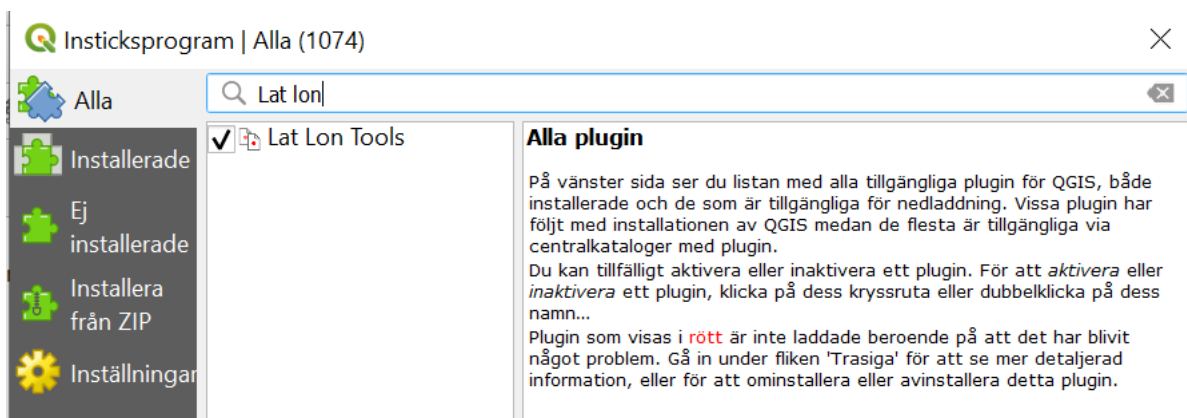 Insticksprogram | Alla (1074)
Alla
Lat lon
Installerade
Ej
installerade
Installera
från ZIP
Inställningar
Lat Lon Tools
Alla plugin
På vänster sida ser du listan med alla tillgängliga plugin för QGIS, både
installerade och de som är tillgängliga för nedladdning. Vissa plugin har
följt med installationen av QGIS medan de flesta är tillgängliga via
centralkataloger med plugin.
Du kan tillfälligt aktivera eller inaktivera ett plugin. För att aktivera eller
inaktivera ett plugin, klicka på dess kryssruta eller dubbelklicka på dess
namn...
Plugin som visas i rött är inte laddade beroende på att det har blivit
något problem. Gå in under fliken 'Trasiga' för att se mer detaljerad
information, eller för att ominstallera eller avinstallera detta plugin.